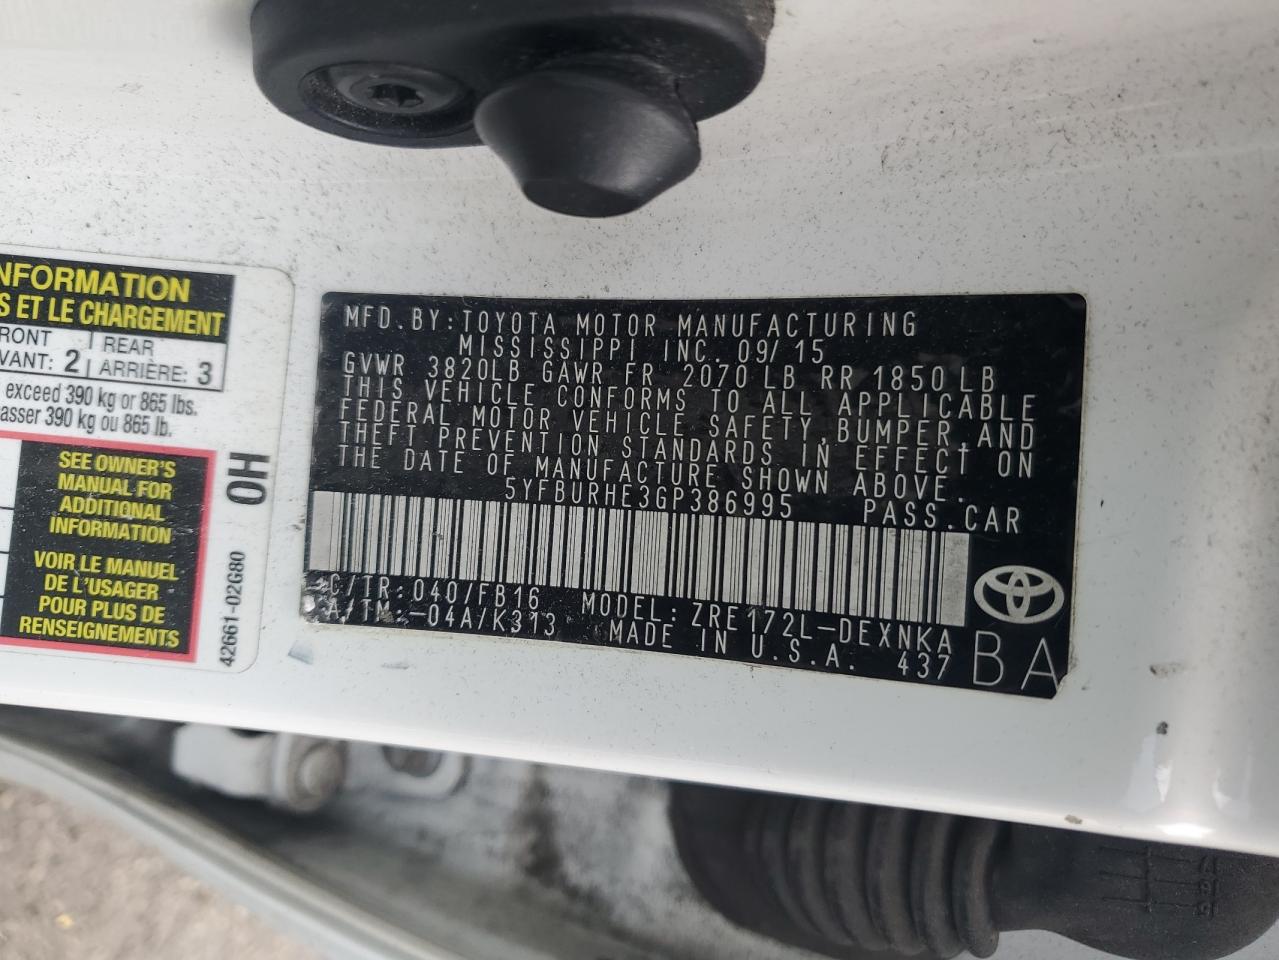 NFORMATION
S ET LE CHARGEMENT
FRONT REAR
VANT: 2 ARRIÈRE: 3
exceed 390 kg or 865 lbs.
asser 390 kg ou 865 lb.
SEE OWNER'S
MANUAL FOR
ADDITIONAL
INFORMATION
VOIR LE MANUEL
DE L'USAGER
POUR PLUS DE
RENSEIGNEMENTS
OH
42661-02G80
MFD.BY:TOYOTA MOTOR MANUFACTURING
MISSISSIPPI INC. 09/15
GVWR 3820LB GAWR FR 2070 LB RR 1850LB
THIS VEHICLE CONFORMS TO ALL APPLICABLE
FEDERAL MOTOR VEHICLE SAFETY,BUMPER,AND
THEFT PREVENTION STANDARDS IN EFFECT ON
THE DATE OF MANUFACTURE SHOWN ABOVE.
5YFBURHE3GP386995 PASS.CAR
C/TR:040/FB16 MODEL:ZRE172L-DEXNKA
A/TM:-04A/K313 MADE IN U.S.A. 437
BA